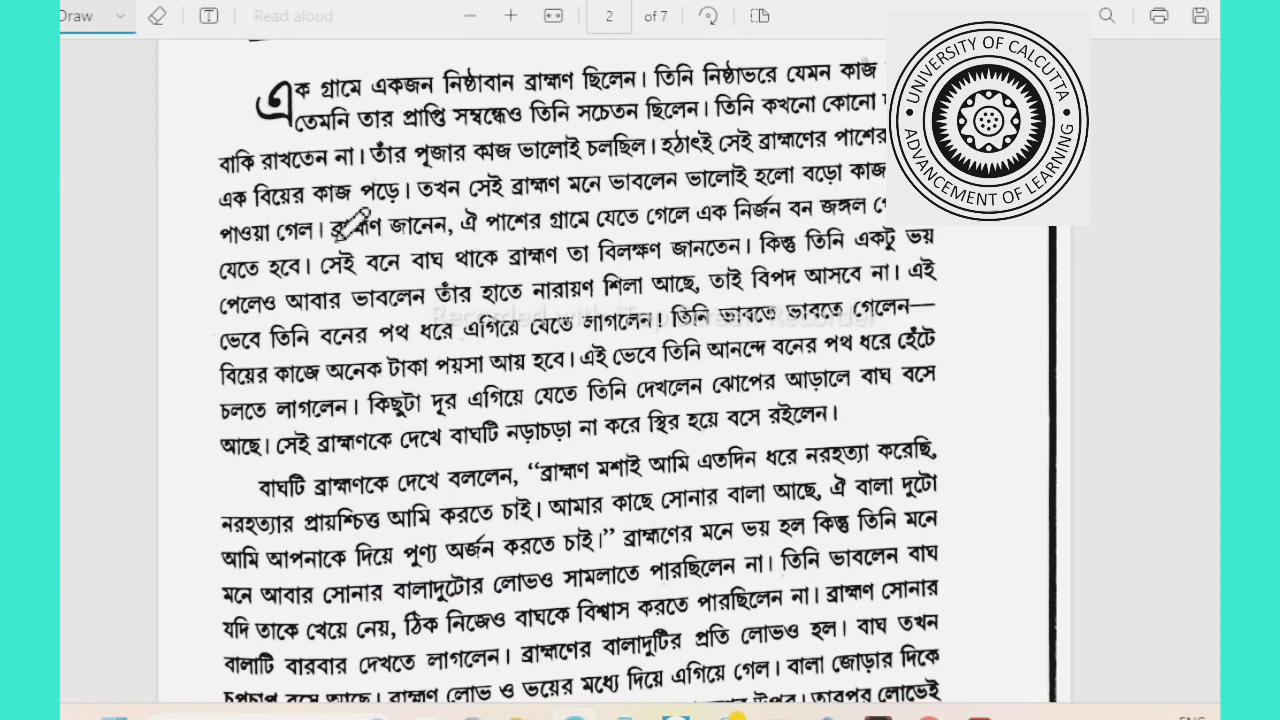 Draw
Read aloud
2
of 7
UNIVERSITY OF CALCUTTA
ADVANCEMENT OF LEARNING
এক গ্রামে একজন নিষ্ঠাবান ব্রাহ্মণ ছিলেন। তিনি নিষ্ঠাভরে যেমন কাজ
তেমনি তার প্রাপ্তি সম্বন্ধেও তিনি সচেতন ছিলেন। তিনি কখনো কোনো
বাকি রাখতেন না। তাঁর পূজার কাজ ভালোই চলছিল। হঠাৎই সেই ব্রাহ্মণের পাশের
এক বিয়ের কাজ পড়ে। তখন সেই ব্রাহ্মণ মনে ভাবলেন ভালোই হলো বড়ো কাজ
পাওয়া গেল। জানেন, ঐ পাশের গ্রামে যেতে গেলে এক নির্জন বন জঙ্গল
যেতে হবে। সেই বনে বাঘ থাকে ব্রাহ্মণ তা বিলক্ষণ জানতেন। কিন্তু তিনি একটু ভয়
পেলেও আবার ভাবলেন তাঁর হাতে নারায়ণ শিলা আছে, তাই বিপদ আসবে না। এই
ভেবে তিনি বনের পথ ধরে এগিয়ে যেতে লাগলেন। তিনি ভাবতে ভাবতে গেলেন—
বিয়ের কাজে অনেক টাকা পয়সা আয় হবে। এই ভেবে তিনি আনন্দে বনের পথ ধরে হেঁটে
চলতে লাগলেন। কিছুটা দূর এগিয়ে যেতে তিনি দেখলেন ঝোপের আড়ালে বাঘ বসে
আছে। সেই ব্রাহ্মণকে দেখে বাঘটি নড়াচড়া না করে স্থির হয়ে বসে রইলেন।
বাঘটি ব্রাহ্মণকে দেখে বললেন, “ব্রাহ্মণ মশাই আমি এতদিন ধরে নরহত্যা করেছি,
নরহত্যার প্রায়শ্চিত্ত আমি করতে চাই। আমার কাছে সোনার বালা আছে, ঐ বালা দুটো
আমি আপনাকে দিয়ে পূণ্য অর্জন করতে চাই।” ব্রাহ্মণের মনে ভয় হল কিন্তু তিনি মনে
মনে আবার সোনার বালাদুটোর লোভও সামলাতে পারছিলেন না। তিনি ভাবলেন বাঘ
যদি তাকে খেয়ে নেয়, ঠিক নিজেও বাঘকে বিশ্বাস করতে পারছিলেন না। ব্রাহ্মণ সোনার
বালাটি বারবার দেখতে লাগলেন। ব্রাহ্মণের বালাদুটির প্রতি লোভও হল। বাঘ তখন
চুপচাপ বসে আছে। ব্রাহ্মণ লোভ ও ভয়ের মধ্যে দিয়ে এগিয়ে গেল। বালা জোড়ার দিকে
উপর। তারপর লোভেই
ENG